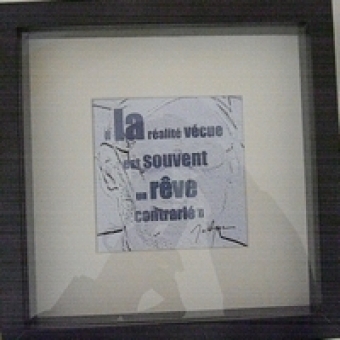 « la réalité vécue
est souvent
un rêve
contrarié »